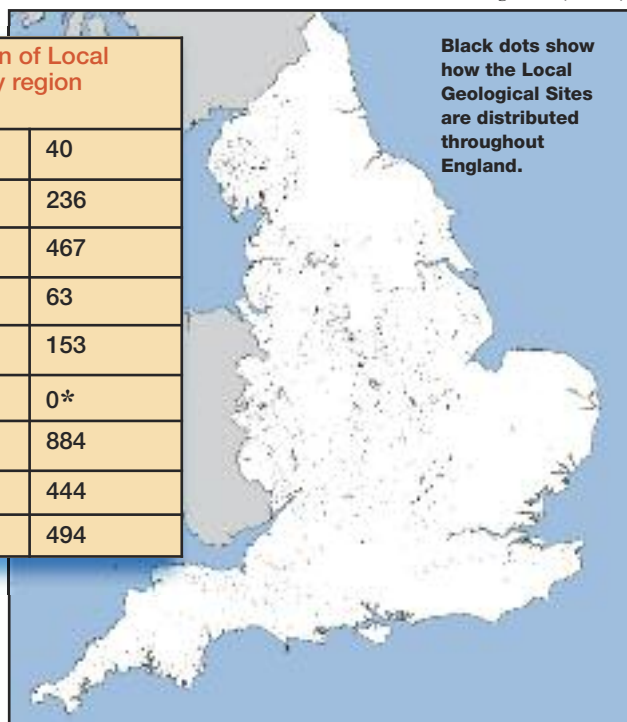 Black dots show
how the Local
Geological Sites
are distributed
throughout
England.
of Local
region
40
236
467
63
153
0*
884
444
494